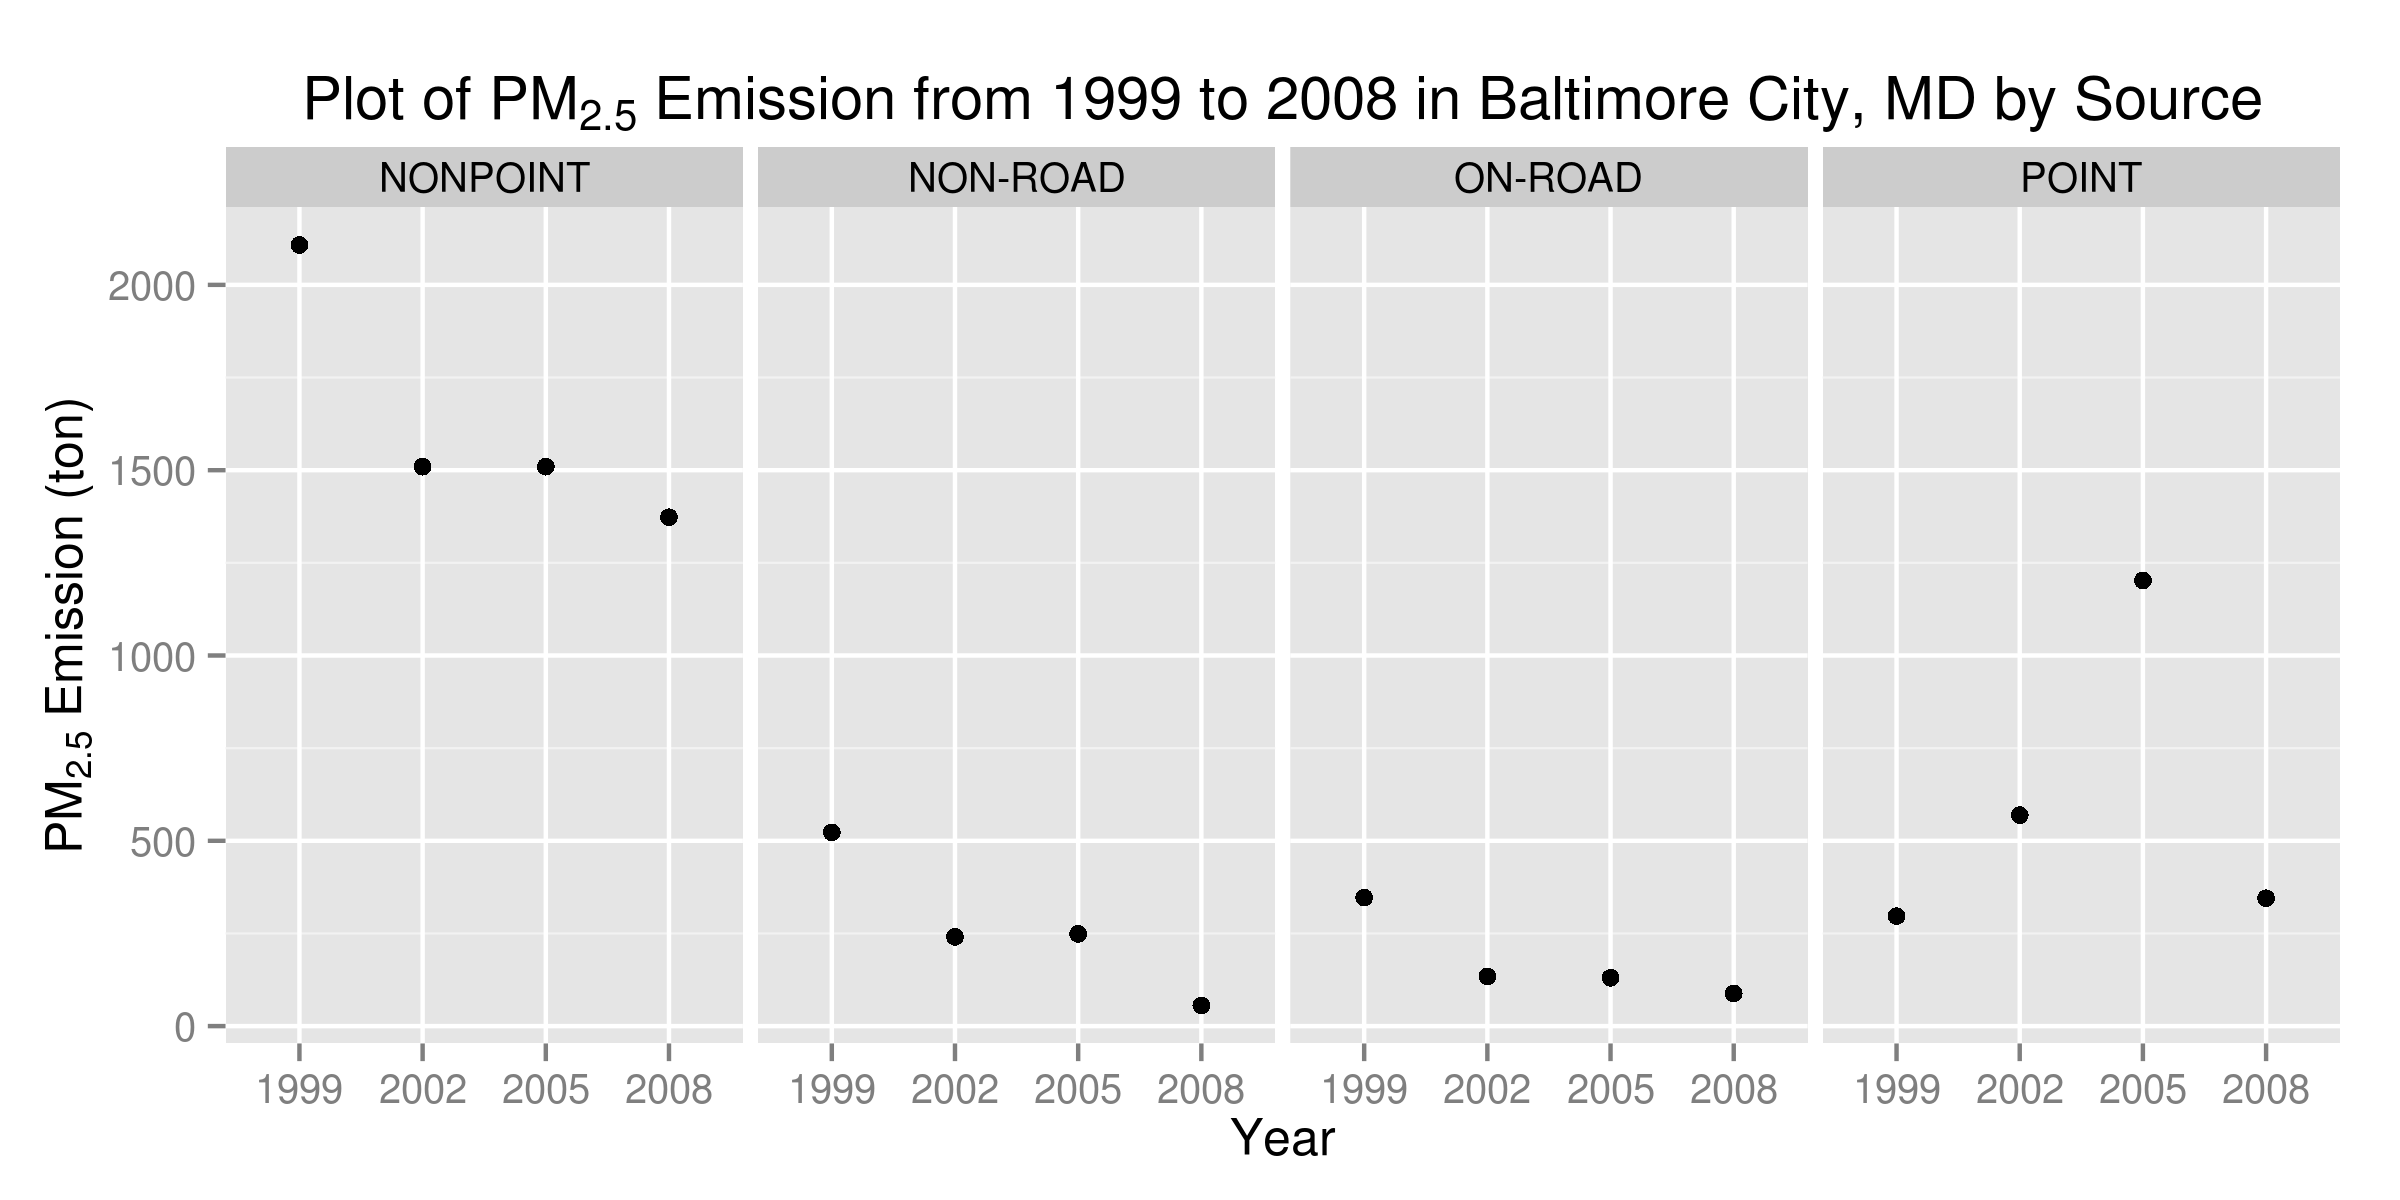 Plot of PM2.5 Emission from 1999 to 2008 in Baltimore City, MD by Source
NONPOINT NON-ROAD ON-ROAD POINT
PM2.5 Emission (ton)
2000
1500
1000
500
0
1999 2002 2005 2008 1999 2002 2005 2008 1999 2002 2005 2008 1999 2002 2005 2008
Year